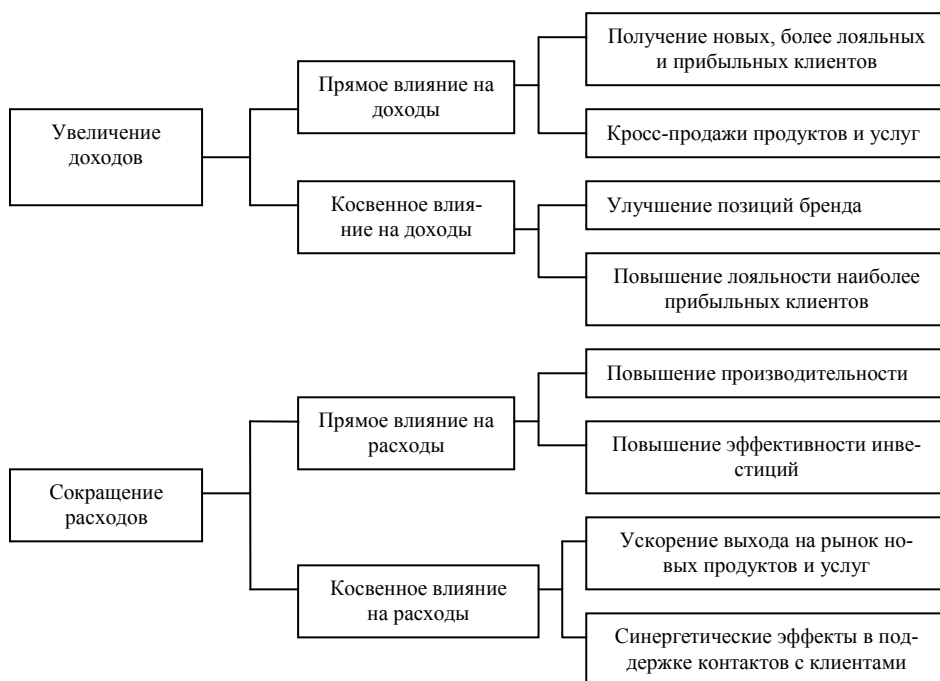 Увеличение
доходов
Прямое влияние на
доходы
Получение новых, более лояльных
и прибыльных клиентов
Кросс-продажи продуктов и услуг
Косвенное влия-
ние на доходы
Улучшение позиций бренда
Повышение лояльности наиболее
прибыльных клиентов
Сокращение
расходов
Прямое влияние на
расходы
Повышение производительности
Повышение эффективности инве-
стиций
Косвенное влияние
на расходы
Ускорение выхода на рынок но-
вых продуктов и услуг
Синергетические эффекты в под-
держке контактов с клиентами